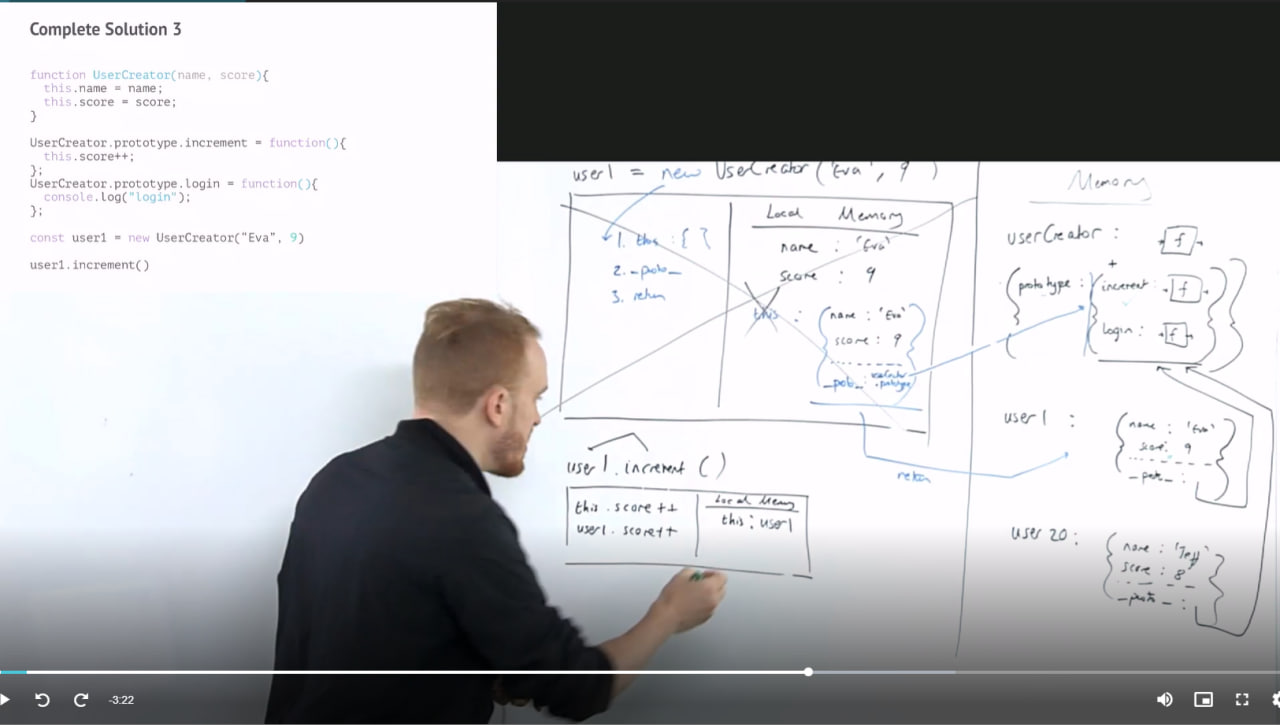 Complete Solution 3
function UserCreator(name, score){
this.name = name;
this.score = score;
}
UserCreator.prototype.increment = function(){
this.score++;
};
UserCreator.prototype.login = function(){
console.log("login");
};
const user1 = new UserCreator("Eva", 9)
user1.increment()
user1 = new UserCreator('Eva', 9)
1. this : { }
2. _proto_
3. return
Local Memory
name : 'Eva'
score : 9
this :
name : 'Eva'
score : 9
_proto_ :
return
user1.increment ()
this.score++
user1.score++
Local Memory
this : user1
Memory
userCreator : f
+
prototype :
increment : f
login : f
user1 :
name : 'Eva'
score : 9
_proto_ :
user20 :
name : 'Jeff'
score : 8
_proto_ :
-3:22